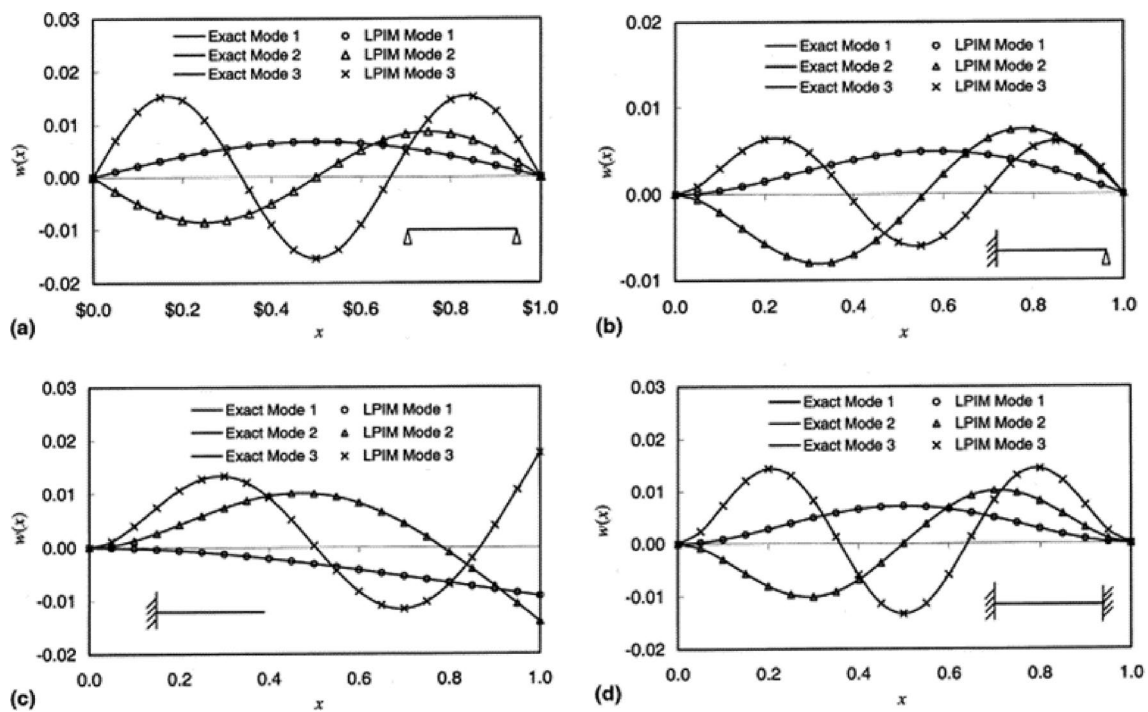 0.03
0.02
0.01
0.00
-0.01
-0.02
w(x)
Exact Mode 1
Exact Mode 2
Exact Mode 3
LPIM Mode 1
LPIM Mode 2
LPIM Mode 3
$0.0 $0.2 $0.4 $0.6 $0.8 $1.0
(a)
x
0.02
0.01
0.00
-0.01
w(x)
Exact Mode 1
Exact Mode 2
Exact Mode 3
LPIM Mode 1
LPIM Mode 2
LPIM Mode 3
0.0 0.2 0.4 0.6 0.8 1.0
(b)
x
0.03
0.02
0.01
0.00
-0.01
-0.02
w(x)
Exact Mode 1
Exact Mode 2
Exact Mode 3
LPIM Mode 1
LPIM Mode 2
LPIM Mode 3
0.0 0.2 0.4 0.6 0.8 1.0
(c)
x
0.03
0.02
0.01
0.00
-0.01
-0.02
w(x)
Exact Mode 1
Exact Mode 2
Exact Mode 3
LPIM Mode 1
LPIM Mode 2
LPIM Mode 3
0.0 0.2 0.4 0.6 0.8 1.0
(d)
x